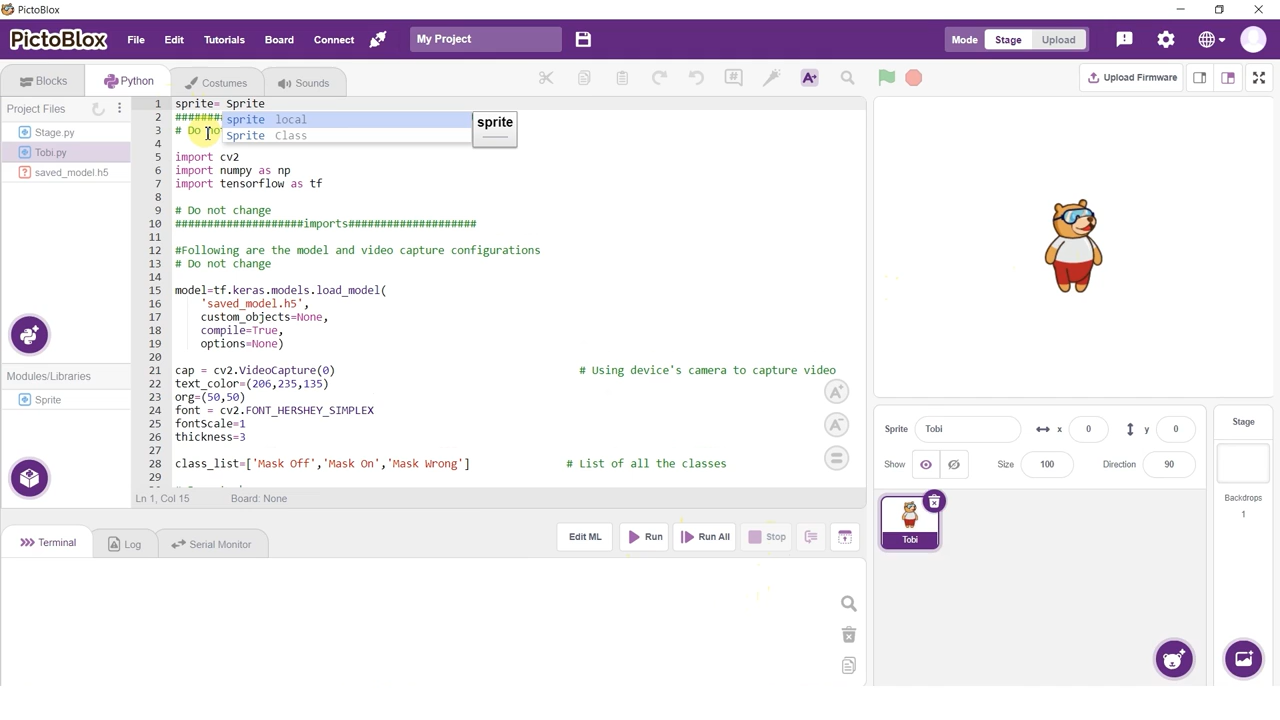 PictoBlox
PictoBlox File Edit Tutorials Board Connect My Project Mode Stage Upload
Blocks Python Costumes Sounds Upload Firmware
Project Files
Stage.py
Tobi.py
saved_model.h5
Modules/Libraries
Sprite
1 sprite= Sprite
sprite local
Sprite Class
sprite
2 #######
3 # Do not
4
5 import cv2
6 import numpy as np
7 import tensorflow as tf
8
9 # Do not change
10 ####################imports####################
11
12 #Following are the model and video capture configurations
13 # Do not change
14
15 model=tf.keras.models.load_model(
16 'saved_model.h5',
17 custom_objects=None,
18 compile=True,
19 options=None)
20
21 cap = cv2.VideoCapture(0) # Using device's camera to capture video
22 text_color=(206,235,135)
23 org=(50,50)
24 font = cv2.FONT_HERSHEY_SIMPLEX
25 fontScale=1
26 thickness=3
27
28 class_list=['Mask Off','Mask On','Mask Wrong'] # List of all the classes
29
Ln 1, Col 15 Board: None
Terminal Log Serial Monitor Edit ML Run Run All Stop
Sprite Tobi x 0 y 0
Show Size 100 Direction 90
Tobi
Stage
Backdrops
1